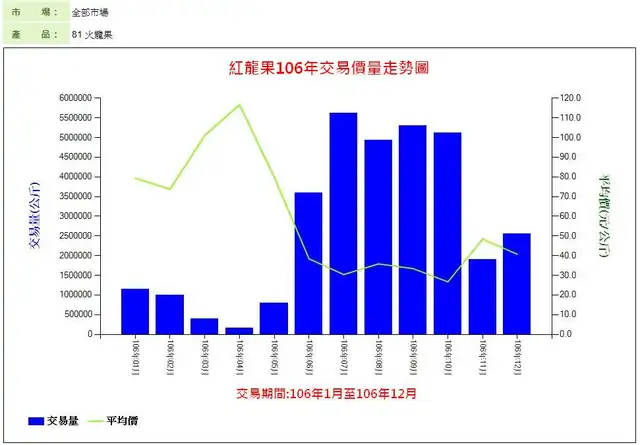 市　場： 全部市場
產　品： 81 火龍果
紅龍果106年交易價量走勢圖
交易量(公斤)
6000000
5500000
5000000
4500000
4000000
3500000
3000000
2500000
2000000
1500000
1000000
500000
0
120.0
110.0
100.0
90.0
80.0
70.0
60.0
50.0
40.0
30.0
20.0
10.0
0.0
平均價(元/公斤)
106年01月
106年02月
106年03月
106年04月
106年05月
106年06月
106年07月
106年08月
106年09月
106年10月
106年11月
106年12月
交易期間:106年1月至106年12月
交易量 平均價